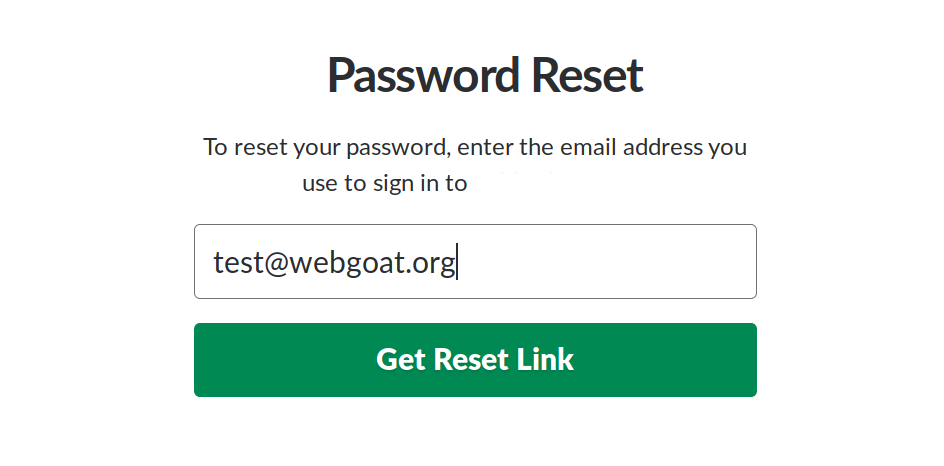 Password Reset
To reset your password, enter the email address you
use to sign in to
test@webgoat.org
Get Reset Link